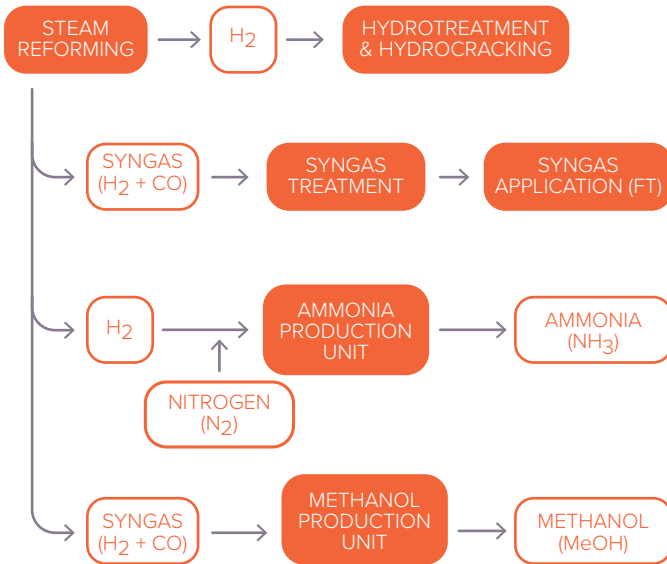 STEAM
REFORMING
H2
HYDROTREATMENT
& HYDROCRACKING
SYNGAS
(H2 + CO)
SYNGAS
TREATMENT
SYNGAS
APPLICATION (FT)
H2
AMMONIA
PRODUCTION
UNIT
AMMONIA
(NH3)
NITROGEN
(N2)
SYNGAS
(H2 + CO)
METHANOL
PRODUCTION
UNIT
METHANOL
(MeOH)